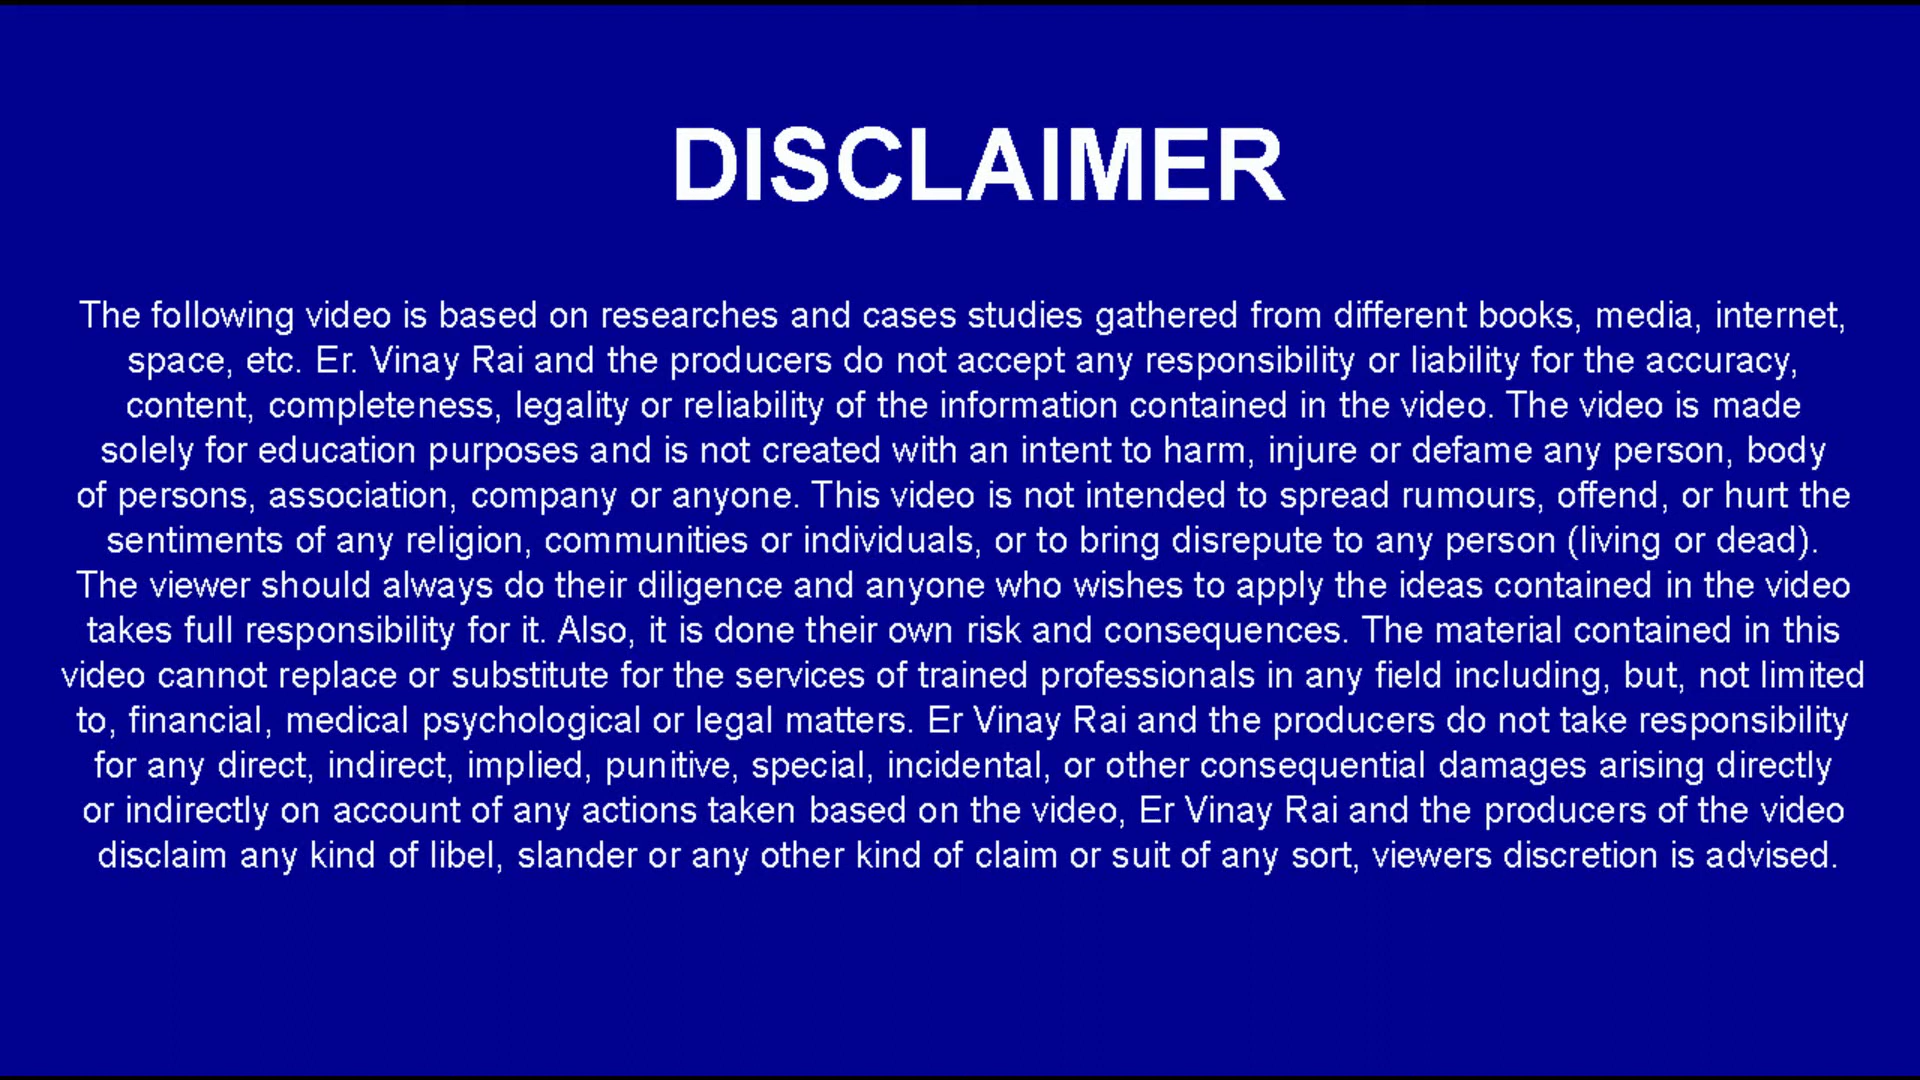 DISCLAIMER
The following video is based on researches and cases studies gathered from different books, media, internet,
space, etc. Er. Vinay Rai and the producers do not accept any responsibility or liability for the accuracy,
content, completeness, legality or reliability of the information contained in the video. The video is made
solely for education purposes and is not created with an intent to harm, injure or defame any person, body
of persons, association, company or anyone. This video is not intended to spread rumours, offend, or hurt the
sentiments of any religion, communities or individuals, or to bring disrepute to any person (living or dead).
The viewer should always do their diligence and anyone who wishes to apply the ideas contained in the video
takes full responsibility for it. Also, it is done their own risk and consequences. The material contained in this
video cannot replace or substitute for the services of trained professionals in any field including, but, not limited
to, financial, medical psychological or legal matters. Er Vinay Rai and the producers do not take responsibility
for any direct, indirect, implied, punitive, special, incidental, or other consequential damages arising directly
or indirectly on account of any actions taken based on the video, Er Vinay Rai and the producers of the video
disclaim any kind of libel, slander or any other kind of claim or suit of any sort, viewers discretion is advised.